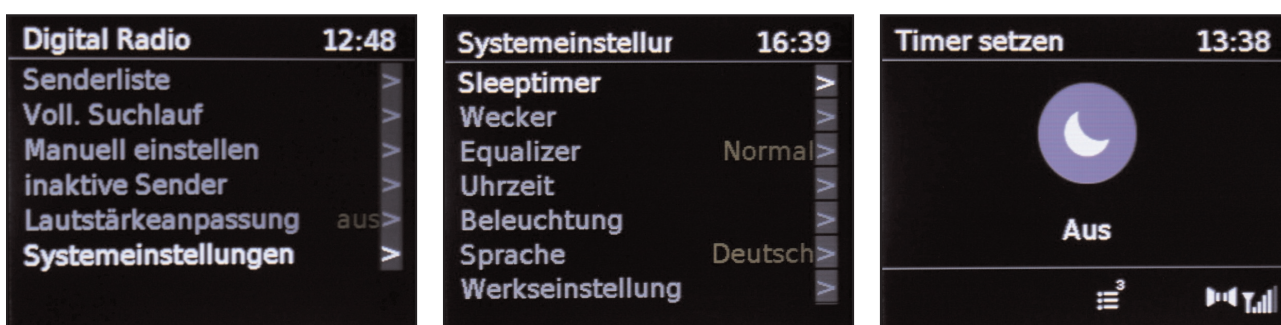 Digital Radio 12:48
Senderliste >
Voll. Suchlauf >
Manuell einstellen >
inaktive Sender >
Lautstärkeanpassung aus>
Systemeinstellungen >
Systemeinstellur 16:39
Sleeptimer >
Wecker >
Equalizer Normal>
Uhrzeit >
Beleuchtung >
Sprache Deutsch>
Werkseinstellung >
Timer setzen 13:38
Aus
3